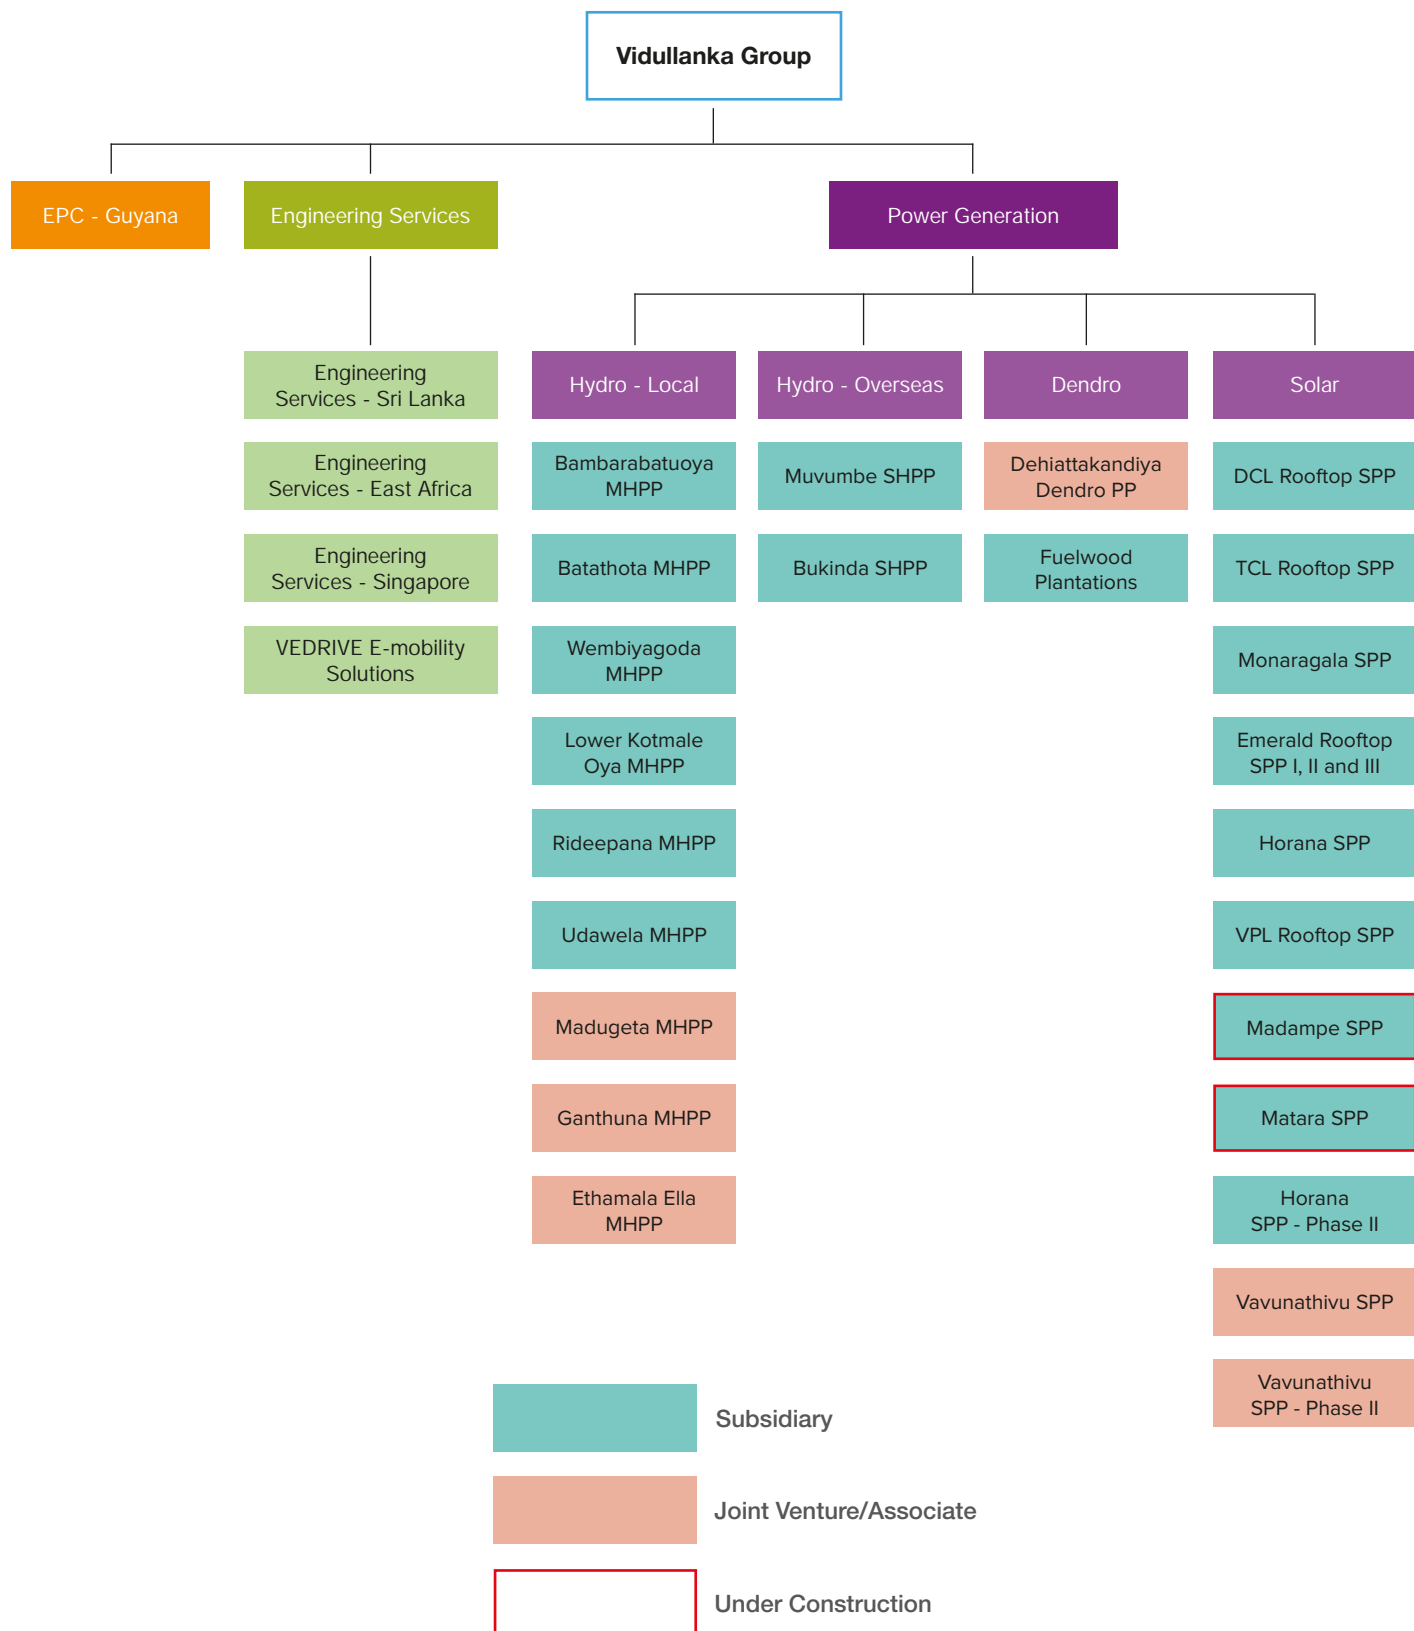 Vidullanka Group
EPC - Guyana
Engineering Services
Power Generation
Engineering
Services - Sri Lanka
Engineering
Services - East Africa
Engineering
Services - Singapore
VEDRIVE E-mobility
Solutions
Hydro - Local
Bambarabatuoya
MHPP
Batathota MHPP
Wembiyagoda
MHPP
Lower Kotmale
Oya MHPP
Rideepana MHPP
Udawela MHPP
Madugeta MHPP
Ganthuna MHPP
Ethamala Ella
MHPP
Hydro - Overseas
Muvumbe SHPP
Bukinda SHPP
Dendro
Dehiattakandiya
Dendro PP
Fuelwood
Plantations
Solar
DCL Rooftop SPP
TCL Rooftop SPP
Monaragala SPP
Emerald Rooftop
SPP I, II and III
Horana SPP
VPL Rooftop SPP
Madampe SPP
Matara SPP
Horana
SPP - Phase II
Vavunathivu SPP
Vavunathivu
SPP - Phase II
Subsidiary
Joint Venture/Associate
Under Construction